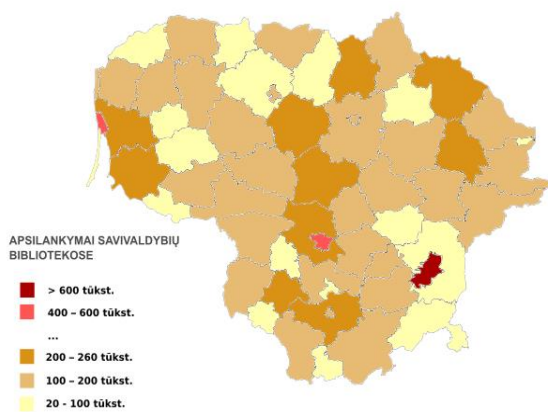 APSILANKYMAI SAVIVALDYBIŲ
BIBLIOTEKOSE
> 600 tūkst.
400 – 600 tūkst.
...
200 – 260 tūkst.
100 – 200 tūkst.
20 - 100 tūkst.